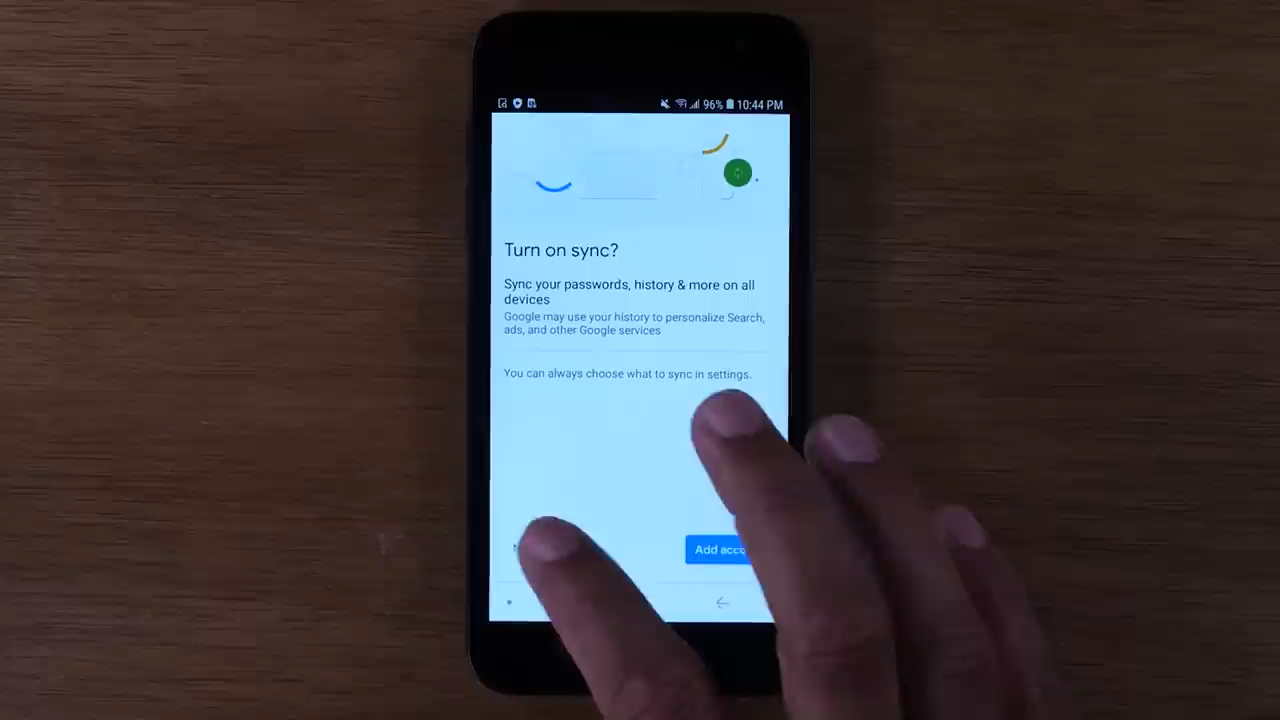 96% 10:44 PM
Turn on sync?
Sync your passwords, history & more on all
devices
Google may use your history to personalize Search,
ads, and other Google services
You can always choose what to sync in settings.
Add